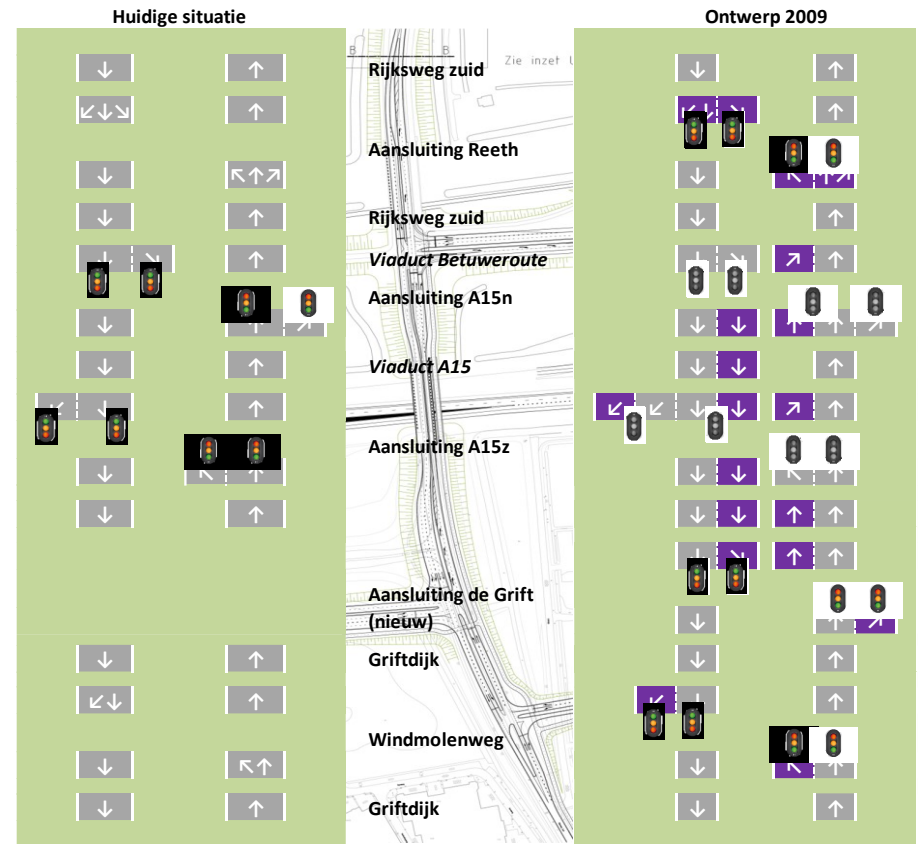 Huidige situatie
Ontwerp 2009
B B
Zie inzet
Rijksweg zuid
Aansluiting Reeth
Rijksweg zuid
Viaduct Betuweroute
Aansluiting A15n
Viaduct A15
Aansluiting A15z
Aansluiting de Grift
(nieuw)
Griftdijk
Windmolenweg
Griftdijk